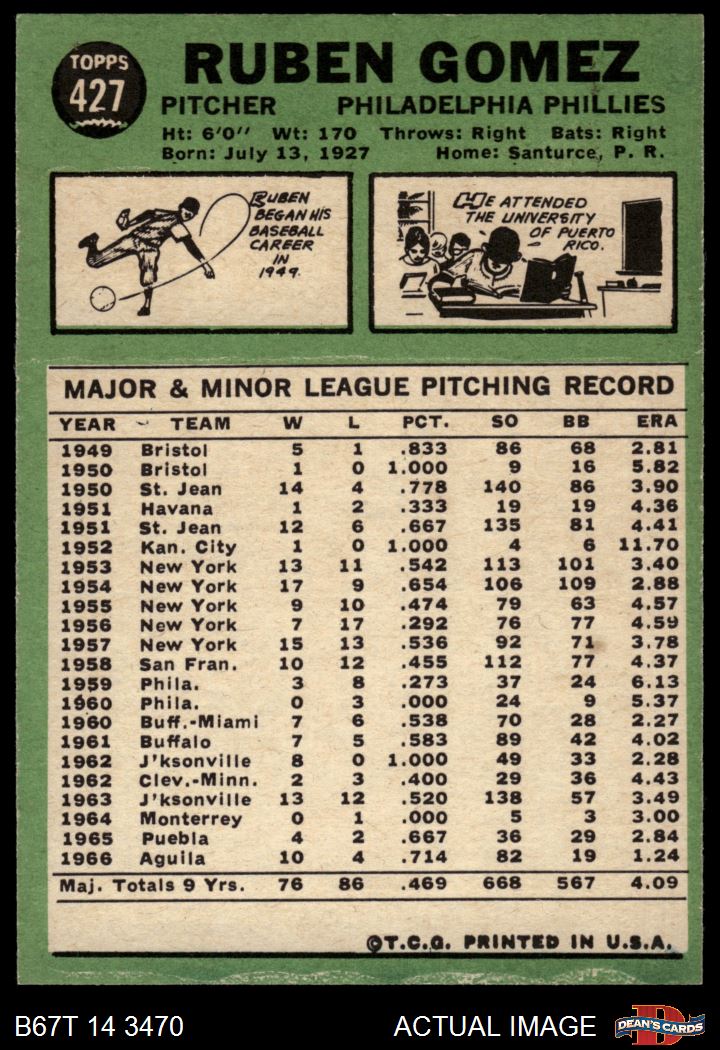 TOPPS
427
RUBEN GOMEZ
PITCHER PHILADELPHIA PHILLIES
Ht: 6'0" Wt: 170 Throws: Right Bats: Right
Born: July 13, 1927 Home: Santurce, P. R.
RUBEN
BEGAN HIS
BASEBALL
CAREER
IN
1949.
HE ATTENDED
THE UNIVERSITY
OF PUERTO
RICO.
MAJOR & MINOR LEAGUE PITCHING RECORD
YEAR TEAM W L PCT. SO BB ERA
1949 Bristol 5 1 .833 86 68 2.81
1950 Bristol 1 0 1.000 9 16 5.82
1950 St. Jean 14 4 .778 140 86 3.90
1951 Havana 1 2 .333 19 19 4.36
1951 St. Jean 12 6 .667 135 81 4.41
1952 Kan. City 1 0 1.000 4 6 11.70
1953 New York 13 11 .542 113 101 3.40
1954 New York 17 9 .654 106 109 2.88
1955 New York 9 10 .474 79 63 4.57
1956 New York 7 17 .292 76 77 4.59
1957 New York 15 13 .536 92 71 3.78
1958 San Fran. 10 12 .455 112 77 4.37
1959 Phila. 3 8 .273 37 24 6.13
1960 Phila. 0 3 .000 24 9 5.37
1960 Buff.-Miami 7 6 .538 70 28 2.27
1961 Buffalo 7 5 .583 89 42 4.02
1962 J'ksonville 8 0 1.000 49 33 2.28
1962 Clev.-Minn. 2 3 .400 29 36 4.43
1963 J'ksonville 13 12 .520 138 57 3.49
1964 Monterrey 0 1 .000 5 3 3.00
1965 Puebla 4 2 .667 36 29 2.84
1966 Aguila 10 4 .714 82 19 1.24
Maj. Totals 9 Yrs. 76 86 .469 668 567 4.09
©T.C.G. PRINTED IN U.S.A.
B67T 14 3470 ACTUAL IMAGE DEAN'S CARDS